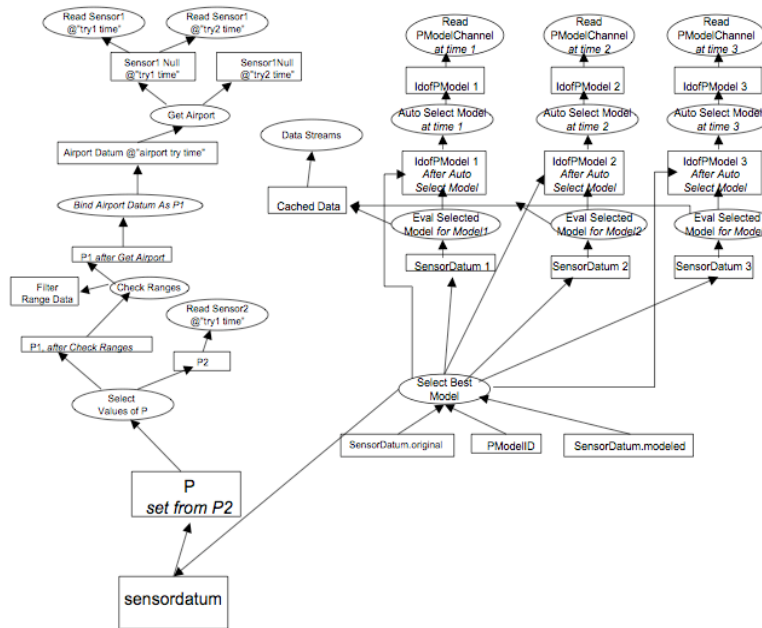 Read Sensor1
@"try1 time"
Read Sensor1
@"try2 time"
Sensor1 Null
@"try1 time"
Sensor1Null
@"try2 time"
Get Airport
Airport Datum @"airport try time"
Bind Airport Datum As P1
P1 after Get Airport
Filter
Range Data
Check Ranges
Read Sensor2
@"try1 time"
P1, after Check Ranges
P2
Select
Values of P
P
set from P2
sensordatum
Data Streams
Cached Data
Read
PModelChannel
at time 1
Read
PModelChannel
at time 2
Read
PModelChannel
at time 3
IdofPModel 1
IdofPModel 2
IdofPModel 3
Auto Select Model
at time 1
Auto Select Model
at time 2
Auto Select Model
at time 3
IdofPModel 1
After Auto
Select Model
IdofPModel 2
After Auto
Select Model
IdofPModel 3
After Auto
Select Model
Eval Selected
Model for Model1
Eval Selected
Model for Model2
Eval Selected
Model for Model
SensorDatum 1
SensorDatum 2
SensorDatum 3
Select Best
Model
SensorDatum.original
PModelID
SensorDatum.modeled